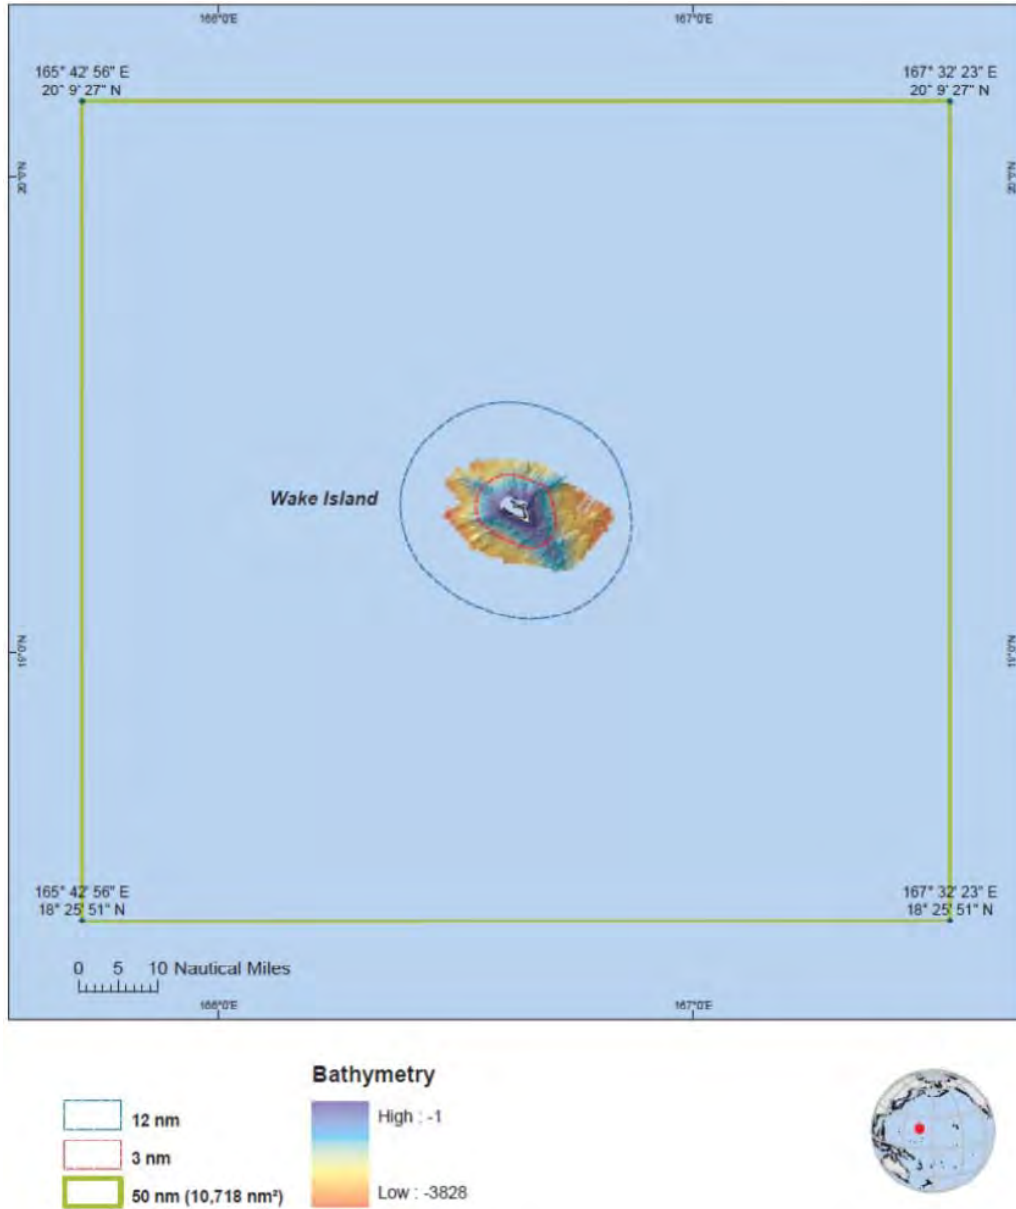 166°0'E 167°0'E
165° 42' 56" E 167° 32' 23" E
20° 9' 27" N 20° 9' 27" N
20°0'N 20°0'N
Wake Island
19°0'N 19°0'N
165° 42' 56" E 167° 32' 23" E
18° 25' 51" N 18° 25' 51" N
0 5 10 Nautical Miles
166°0'E 167°0'E
Bathymetry
12 nm High : -1
3 nm
50 nm (10,718 nm²) Low : -3828